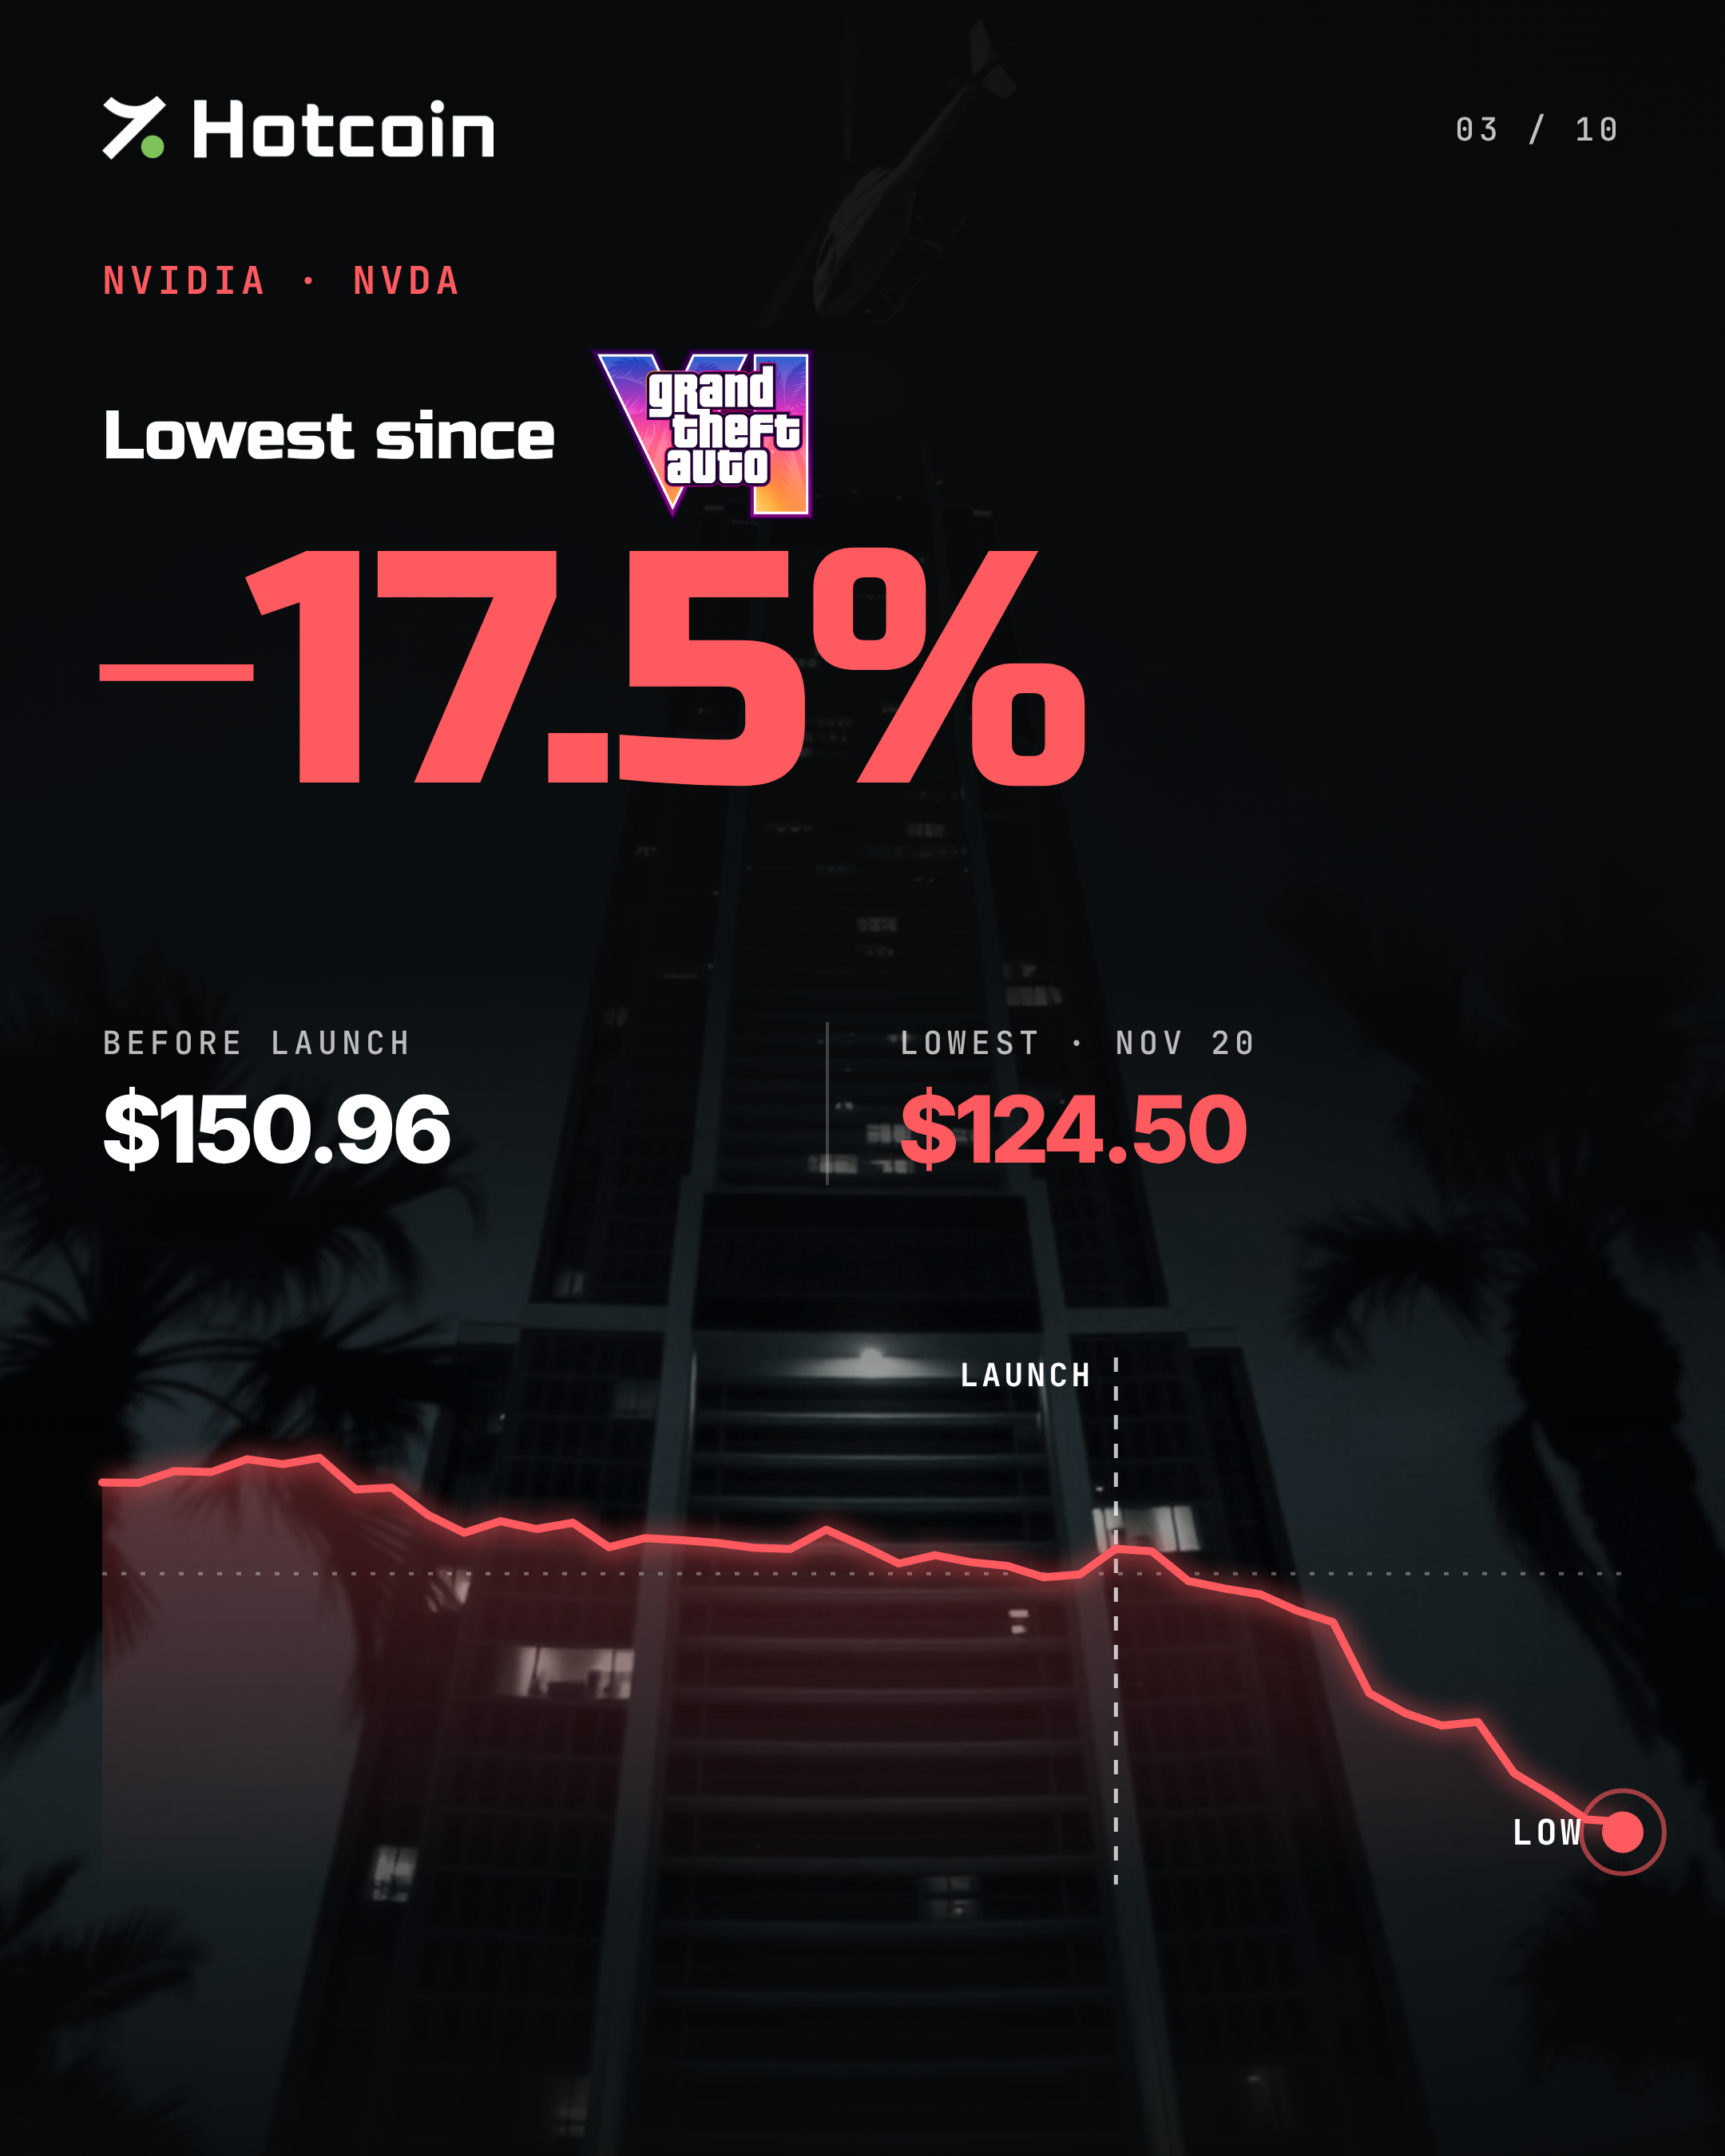 Hotcoin
03 / 10
NVIDIA · NVDA
Lowest since
VI
grand
theft
auto
—17.5%
BEFORE LAUNCH
LOWEST · NOV 20
$150.96
$124.50
LAUNCH
LOW